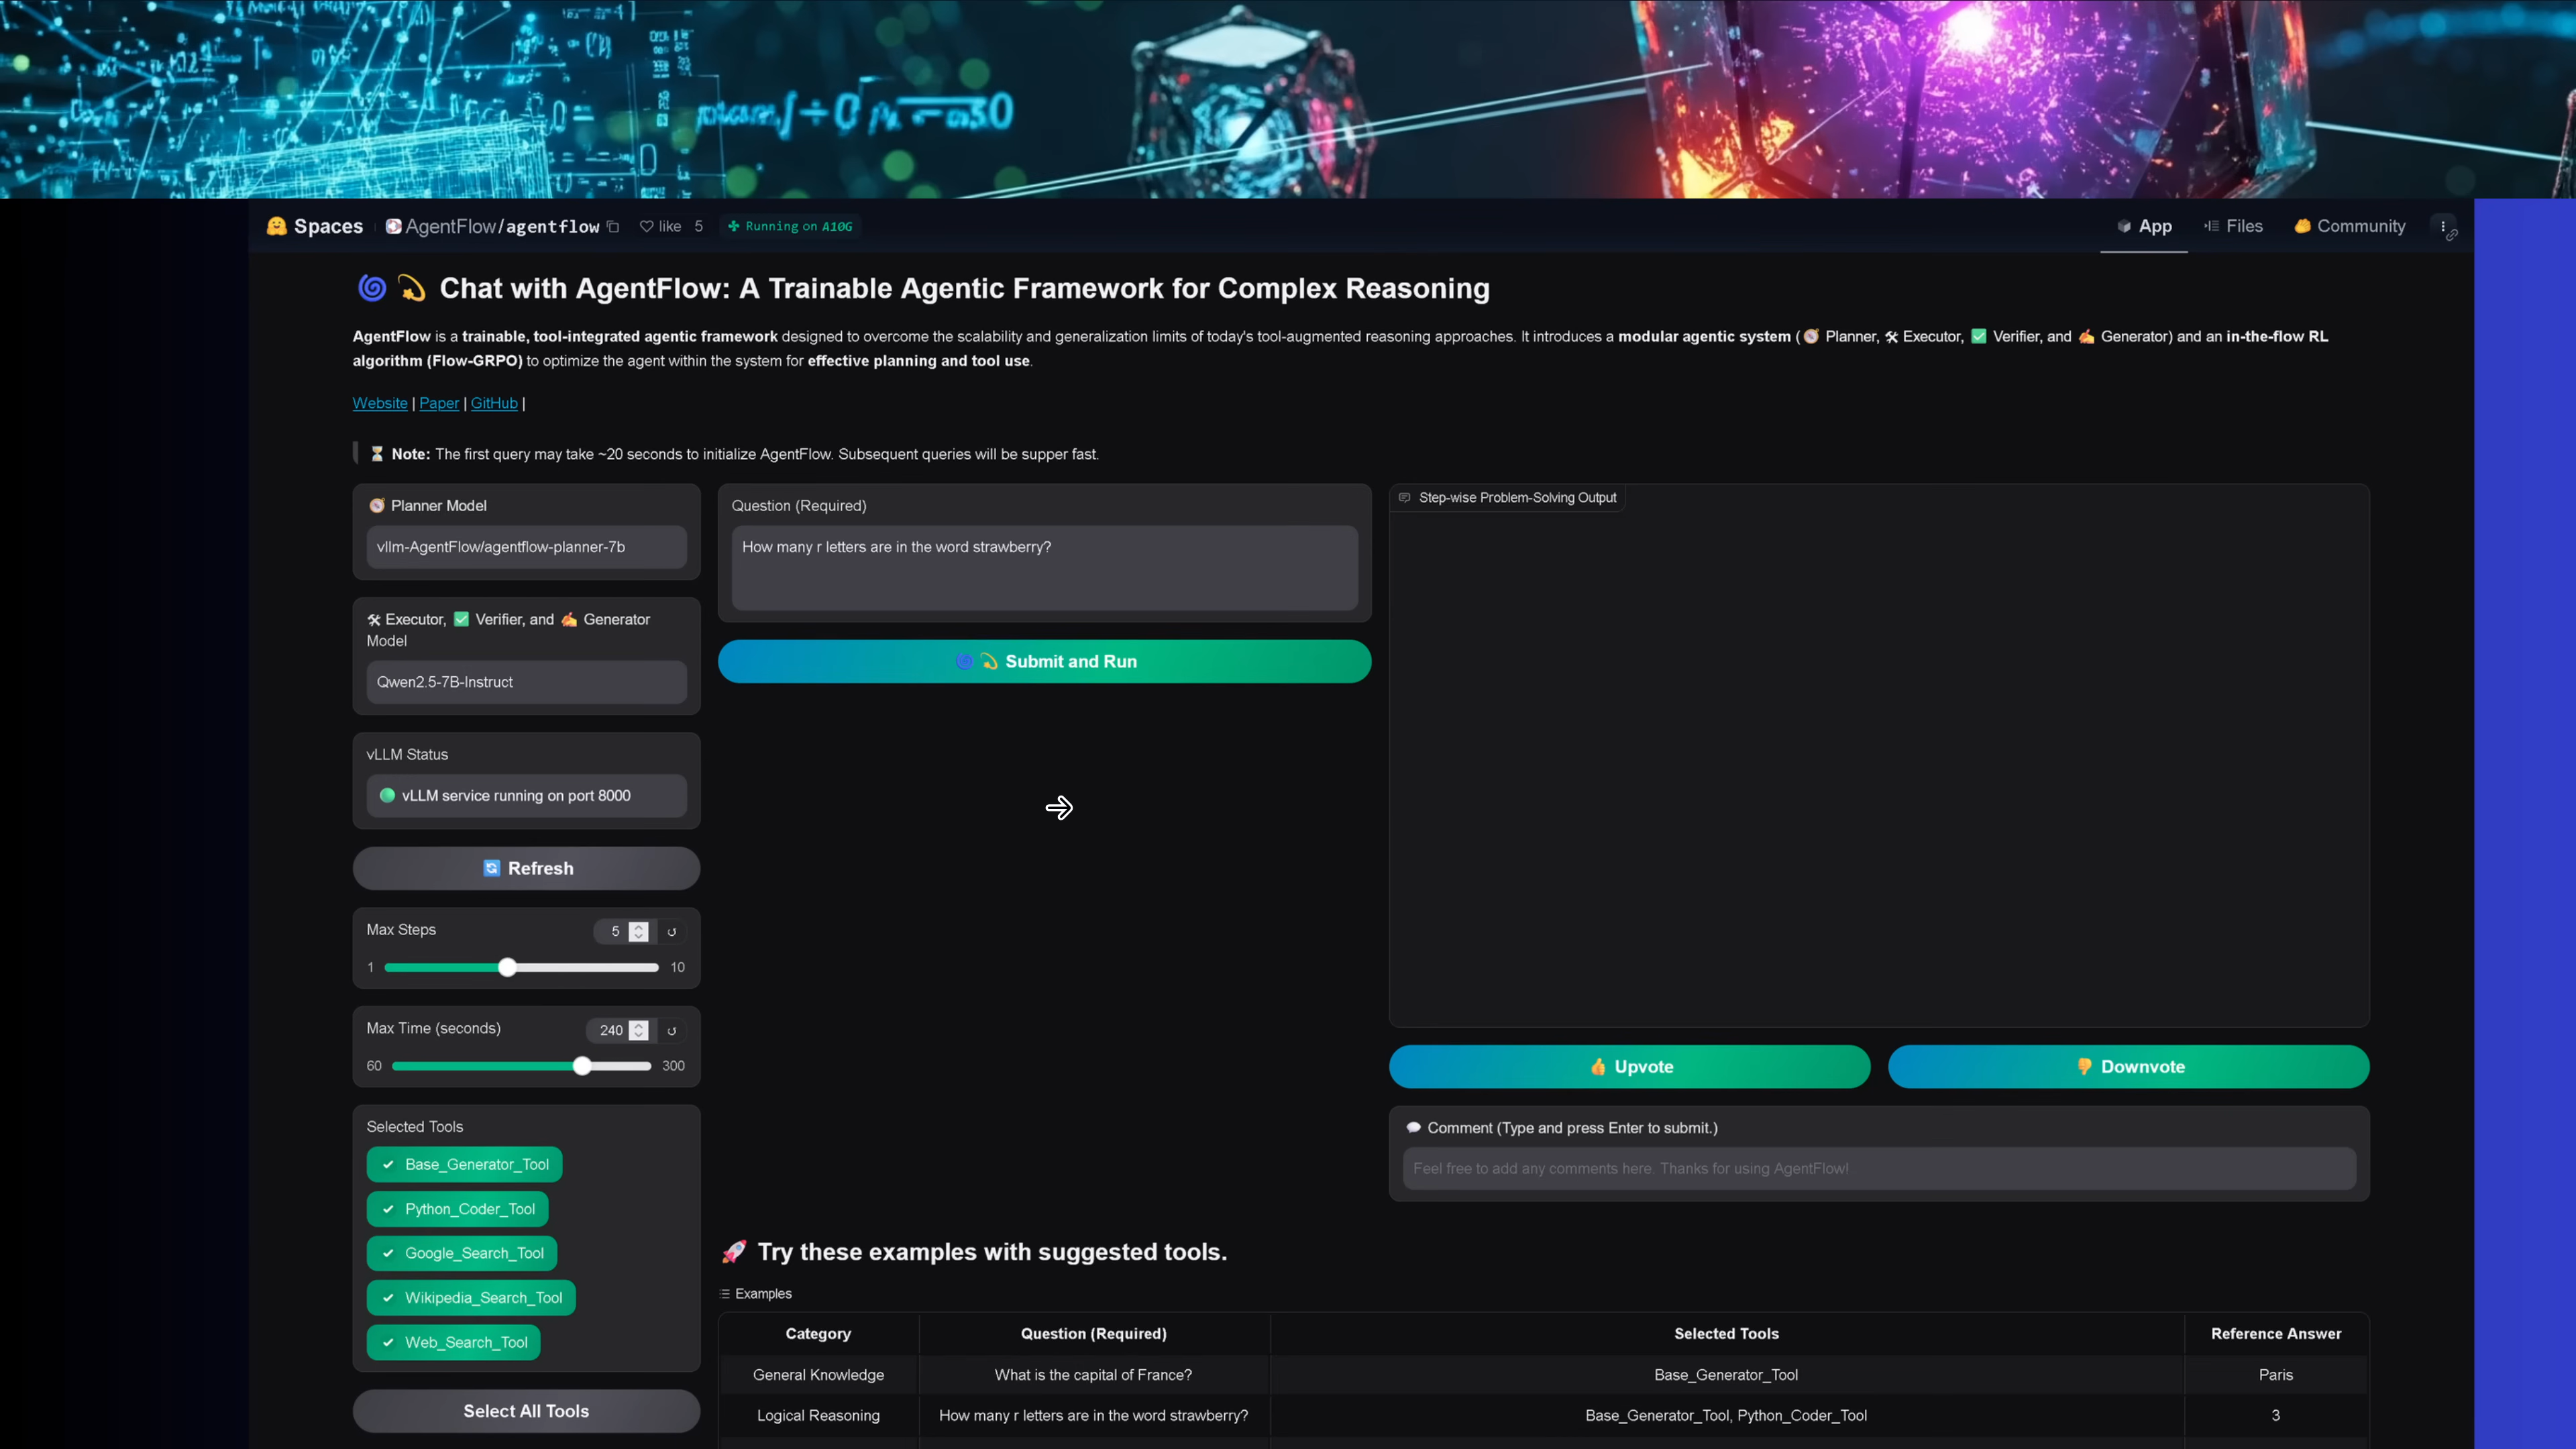 Spaces
AgentFlow/agentflow
like 5
Running on A10G
App
Files
Community
Chat with AgentFlow: A Trainable Agentic Framework for Complex Reasoning
AgentFlow is a trainable, tool-integrated agentic framework designed to overcome the scalability and generalization limits of today's tool-augmented reasoning approaches. It introduces a modular agentic system (🧭 Planner, 🛠 Executor, ✅ Verifier, and ✍️ Generator) and an in-the-flow RL
algorithm (Flow-GRPO) to optimize the agent within the system for effective planning and tool use.
Website | Paper | GitHub |
⏳ Note: The first query may take ~20 seconds to initialize AgentFlow. Subsequent queries will be supper fast.
🧭 Planner Model
vllm-AgentFlow/agentflow-planner-7b
🛠 Executor, ✅ Verifier, and ✍️ Generator
Model
Qwen2.5-7B-Instruct
vLLM Status
vLLM service running on port 8000
Refresh
Max Steps
5
1
10
Max Time (seconds)
240
60
300
Selected Tools
Base_Generator_Tool
Python_Coder_Tool
Google_Search_Tool
Wikipedia_Search_Tool
Web_Search_Tool
Select All Tools
Question (Required)
How many r letters are in the word strawberry?
Submit and Run
Step-wise Problem-Solving Output
Upvote
Downvote
Comment (Type and press Enter to submit.)
Feel free to add any comments here. Thanks for using AgentFlow!
🚀 Try these examples with suggested tools.
Examples
Category Question (Required) Selected Tools Reference Answer
General Knowledge What is the capital of France? Base_Generator_Tool Paris
Logical Reasoning How many r letters are in the word strawberry? Base_Generator_Tool, Python_Coder_Tool 3